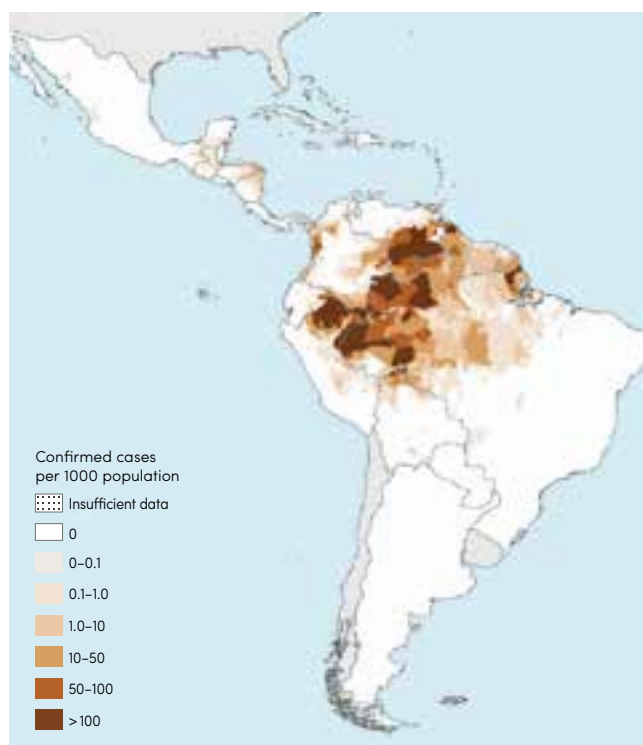 Confirmed cases
per 1000 population
Insufficient data
0
0–0.1
0.1–1.0
1.0–10
10–50
50–100
>100